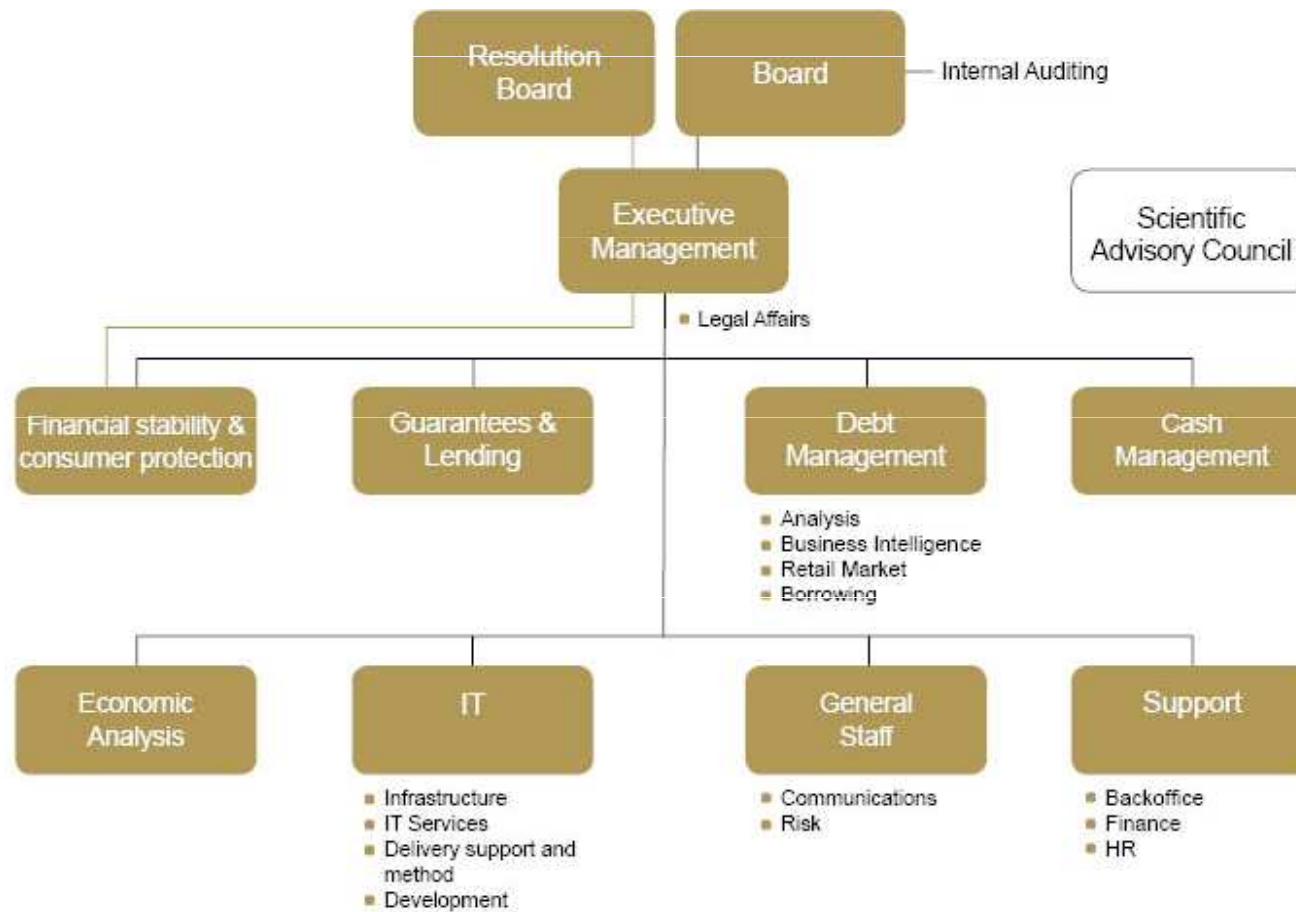 Resolution
Board
Board
Internal Auditing
Executive
Management
Scientific
Advisory Council
Legal Affairs
Financial stability &
consumer protection
Guarantees &
Lending
Debt
Management
Cash
Management
Analysis
Business Intelligence
Retail Market
Borrowing
Economic
Analysis
IT
General
Staff
Support
Infrastructure
IT Services
Delivery support and
method
Development
Communications
Risk
Backoffice
Finance
HR